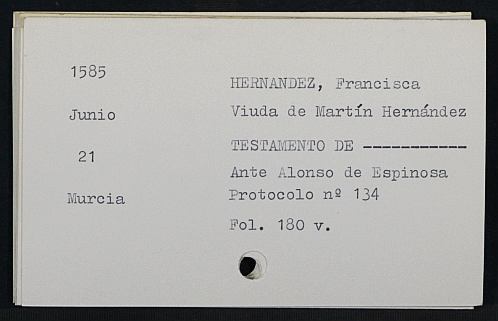 1585
Junio
21
Murcia
HERNANDEZ, Francisca
Viuda de Martín Hernández
TESTAMENTO DE -----------
Ante Alonso de Espinosa
Protocolo nº 134
Fol. 180 v.